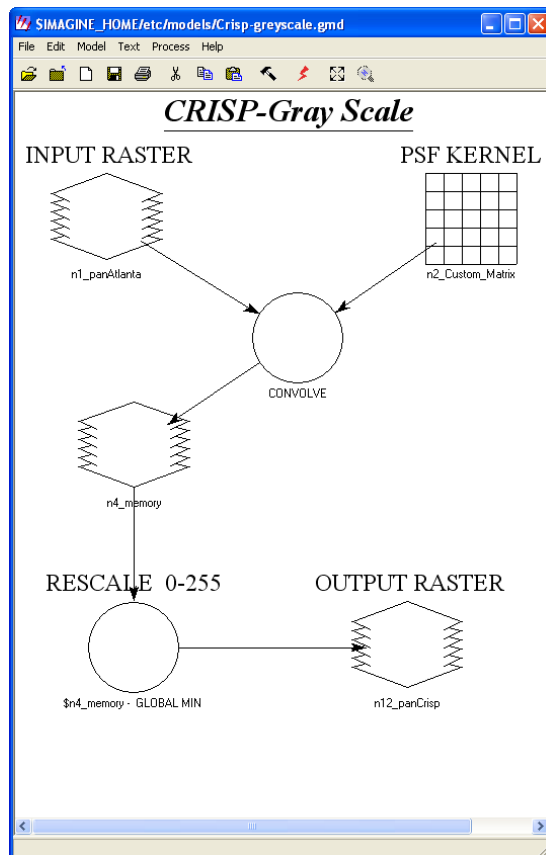 SIMAGINE_HOME/etc/models/Crisp-greyscale.gmd
File Edit Model Text Process Help
CRISP-Gray Scale
INPUT RASTER
PSF KERNEL
n1_panAtlanta
n2_Custom_Matrix
CONVOLVE
n4_memory
RESCALE 0-255
OUTPUT RASTER
$n4_memory - GLOBAL MIN
n12_panCrisp